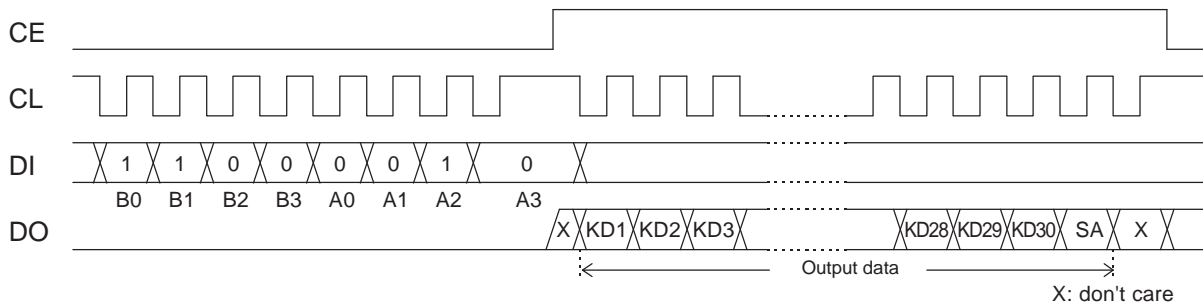 CE
CL
DI 1 1 0 0 0 0 1 0
B0 B1 B2 B3 A0 A1 A2 A3
DO X KD1 KD2 KD3 KD28 KD29 KD30 SA X
Output data
X: don't care